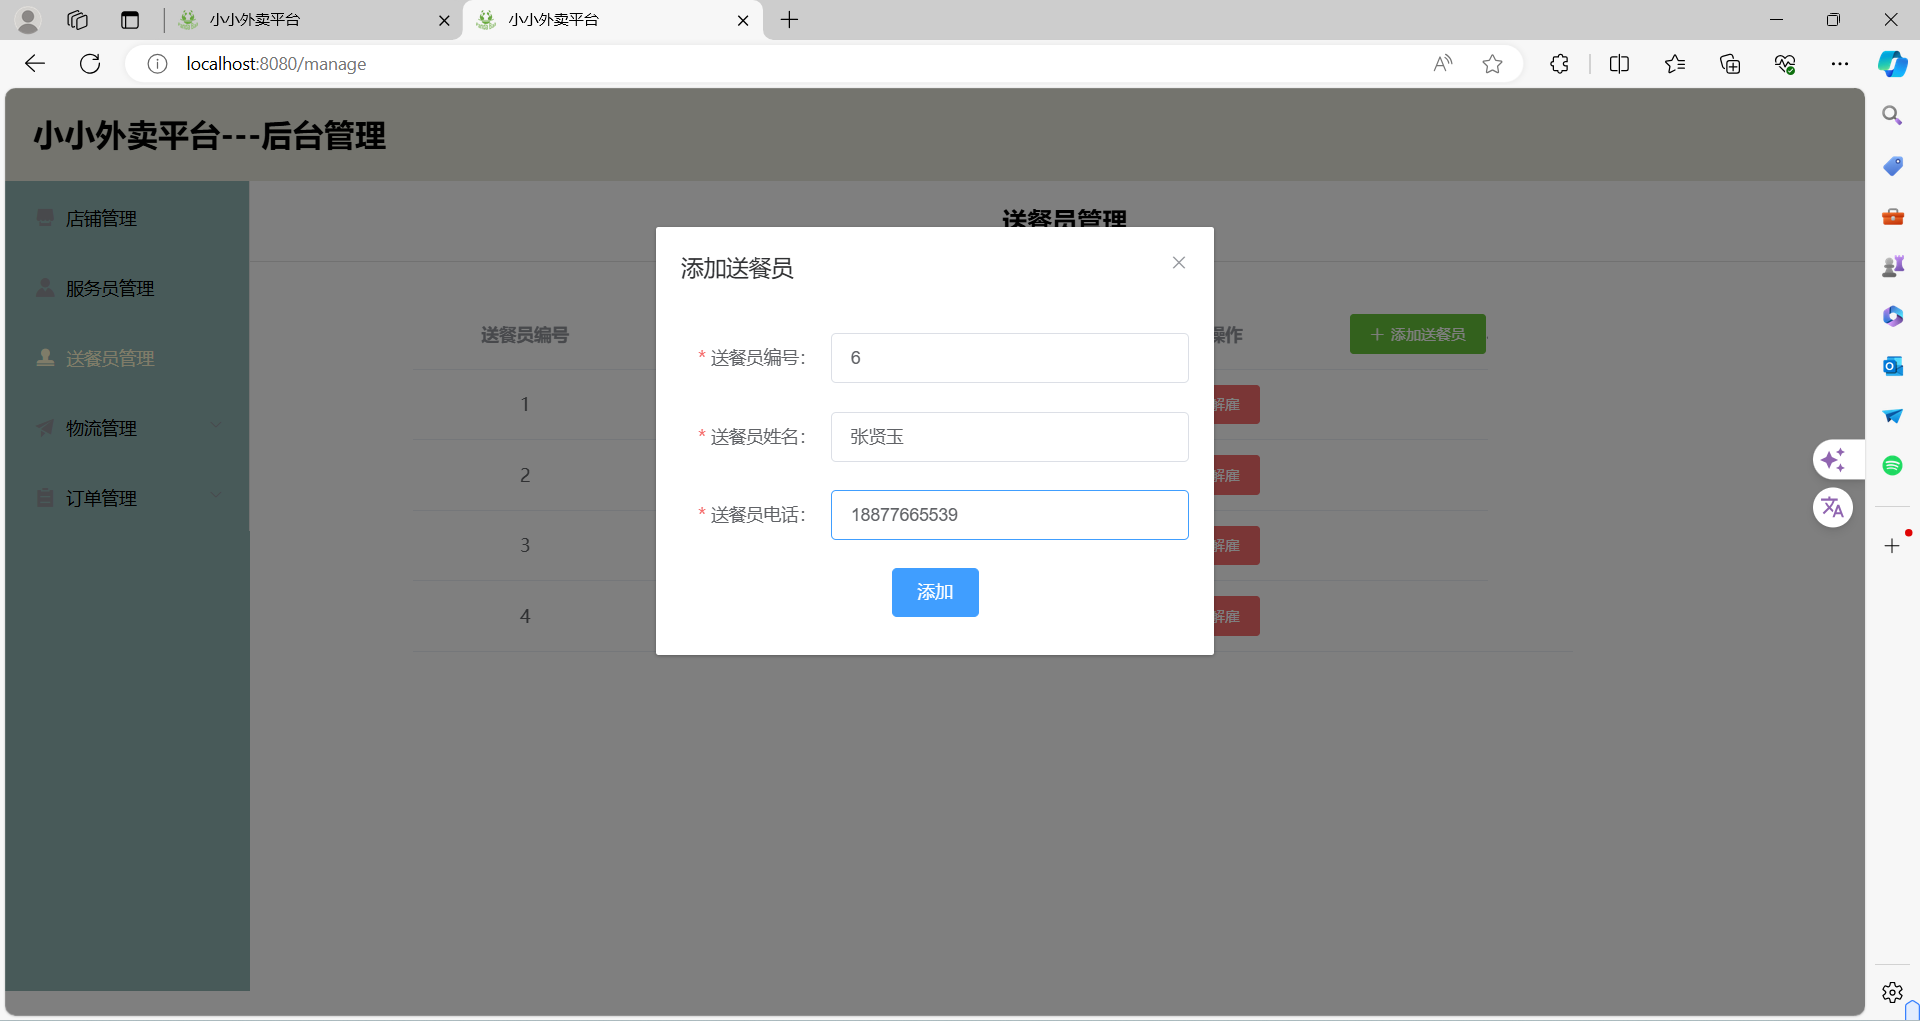 小小外卖平台
小小外卖平台
localhost:8080/manage
小小外卖平台---后台管理
店铺管理
服务员管理
送餐员管理
物流管理
订单管理
送餐员管理
送餐员编号
操作
添加送餐员
1
解雇
2
解雇
3
解雇
4
解雇
添加送餐员
* 送餐员编号:
6
* 送餐员姓名:
张贤玉
* 送餐员电话:
18877665539
添加